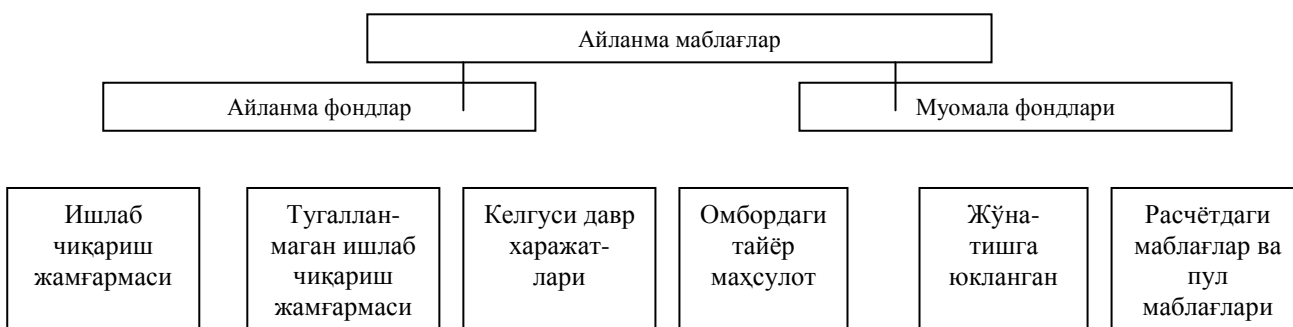 Айланма маблағлар
Айланма фондлар
Муомала фондлари
Ишлаб
чиқариш
жамғармаси
Тугаллан-
маган ишлаб
чиқариш
жамғармаси
Келгуси давр
харажат-
лари
Омбордаги
тайёр
маҳсулот
Жўна-
тишга
юкланган
Расчётдаги
маблағлар ва
пул
маблағлари